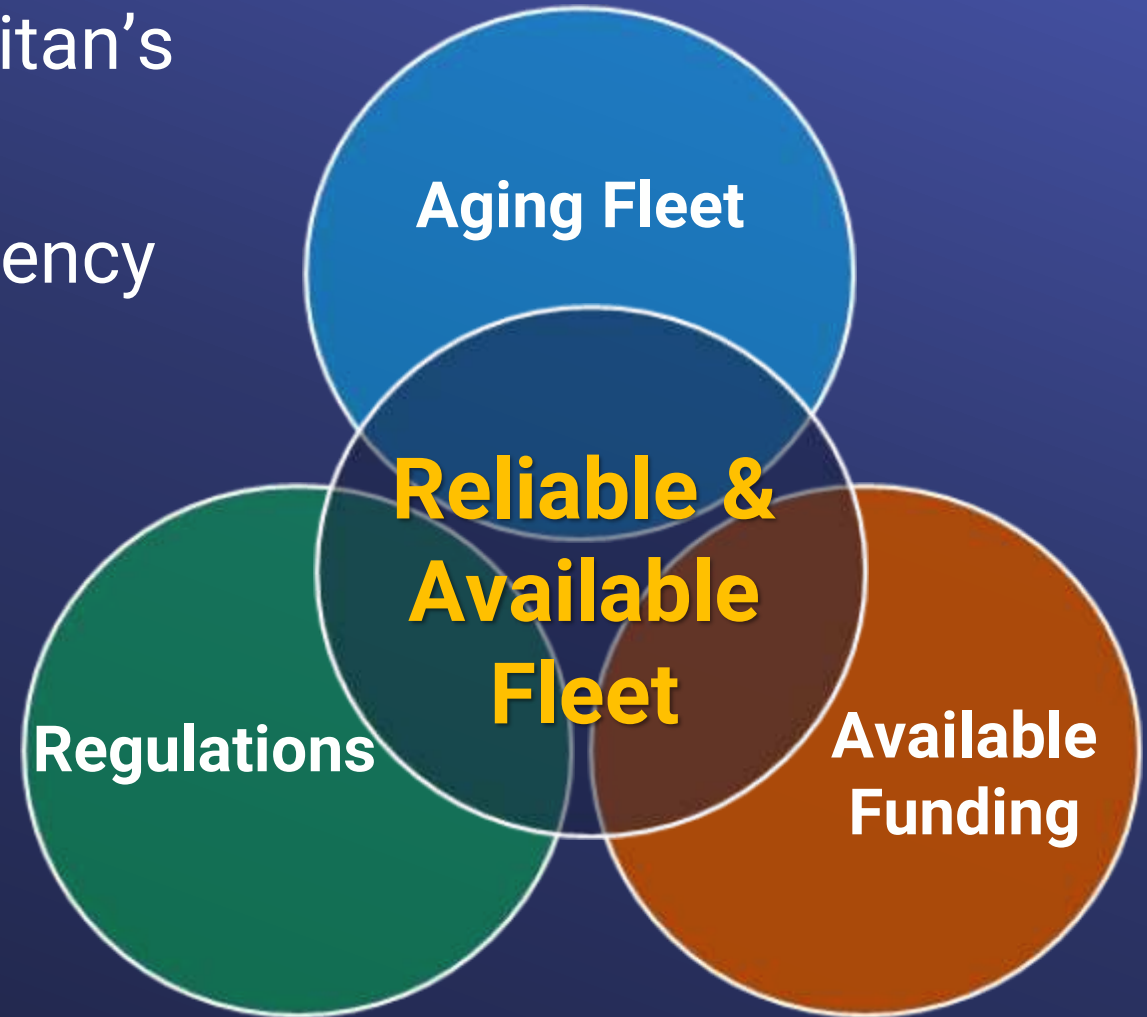 itan’s
ency
Aging Fleet
Reliable &
Available
Fleet
Regulations
Available
Funding